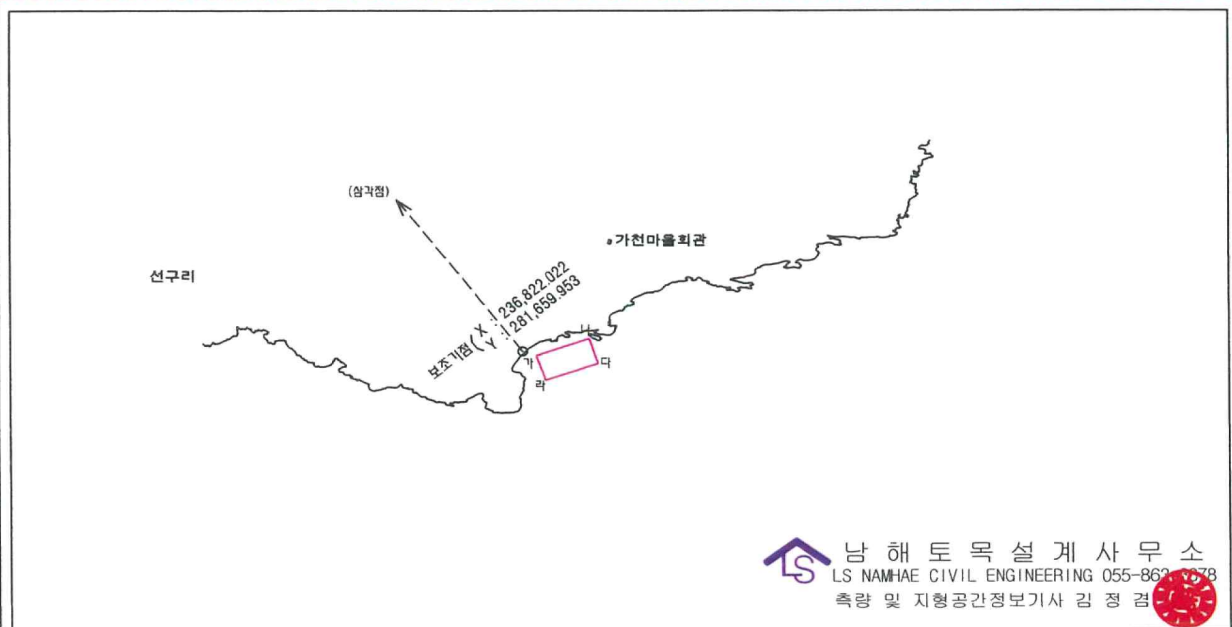 (삼각점)
가천마을회관
선구리
보조기점( X : 236,822.022
Y : 281,659.953
나
가
다
라
LS
남해토목설계사무소
LS NAMHAE CIVIL ENGINEERING 055-863-
측량 및 지형공간정보기사 김정겸